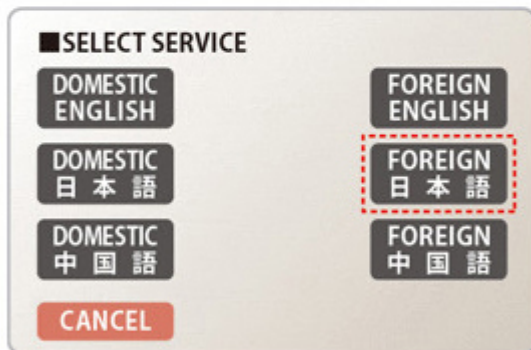 ■SELECT SERVICE
DOMESTIC
ENGLISH
FOREIGN
ENGLISH
DOMESTIC
日本語
FOREIGN
日本語
DOMESTIC
中国語
FOREIGN
中国語
CANCEL